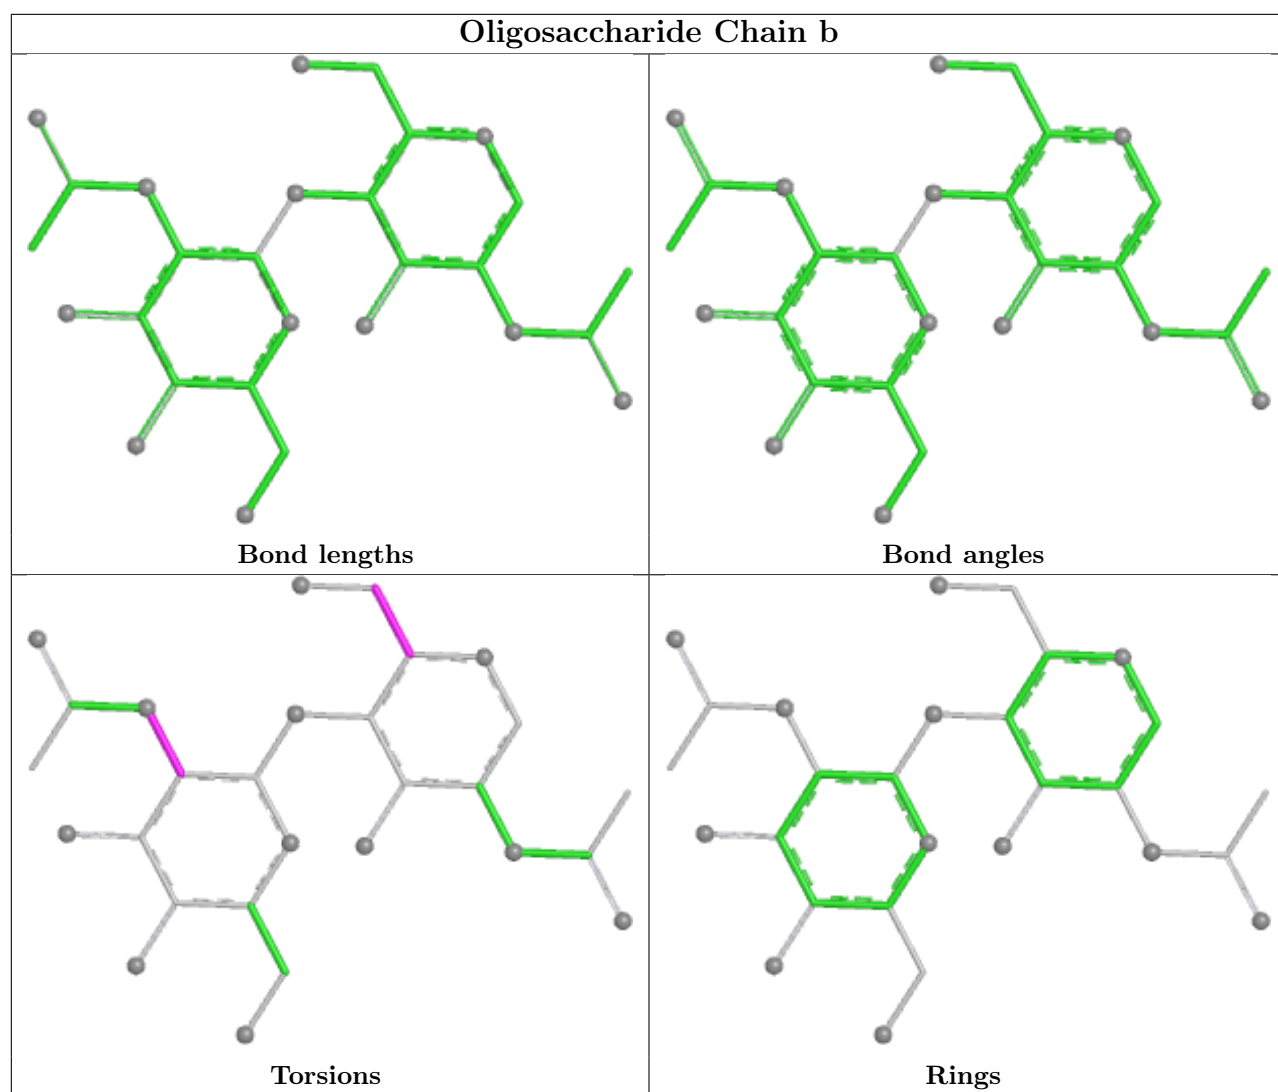 Oligosaccharide Chain b
Bond lengths
Bond angles
Torsions
Rings